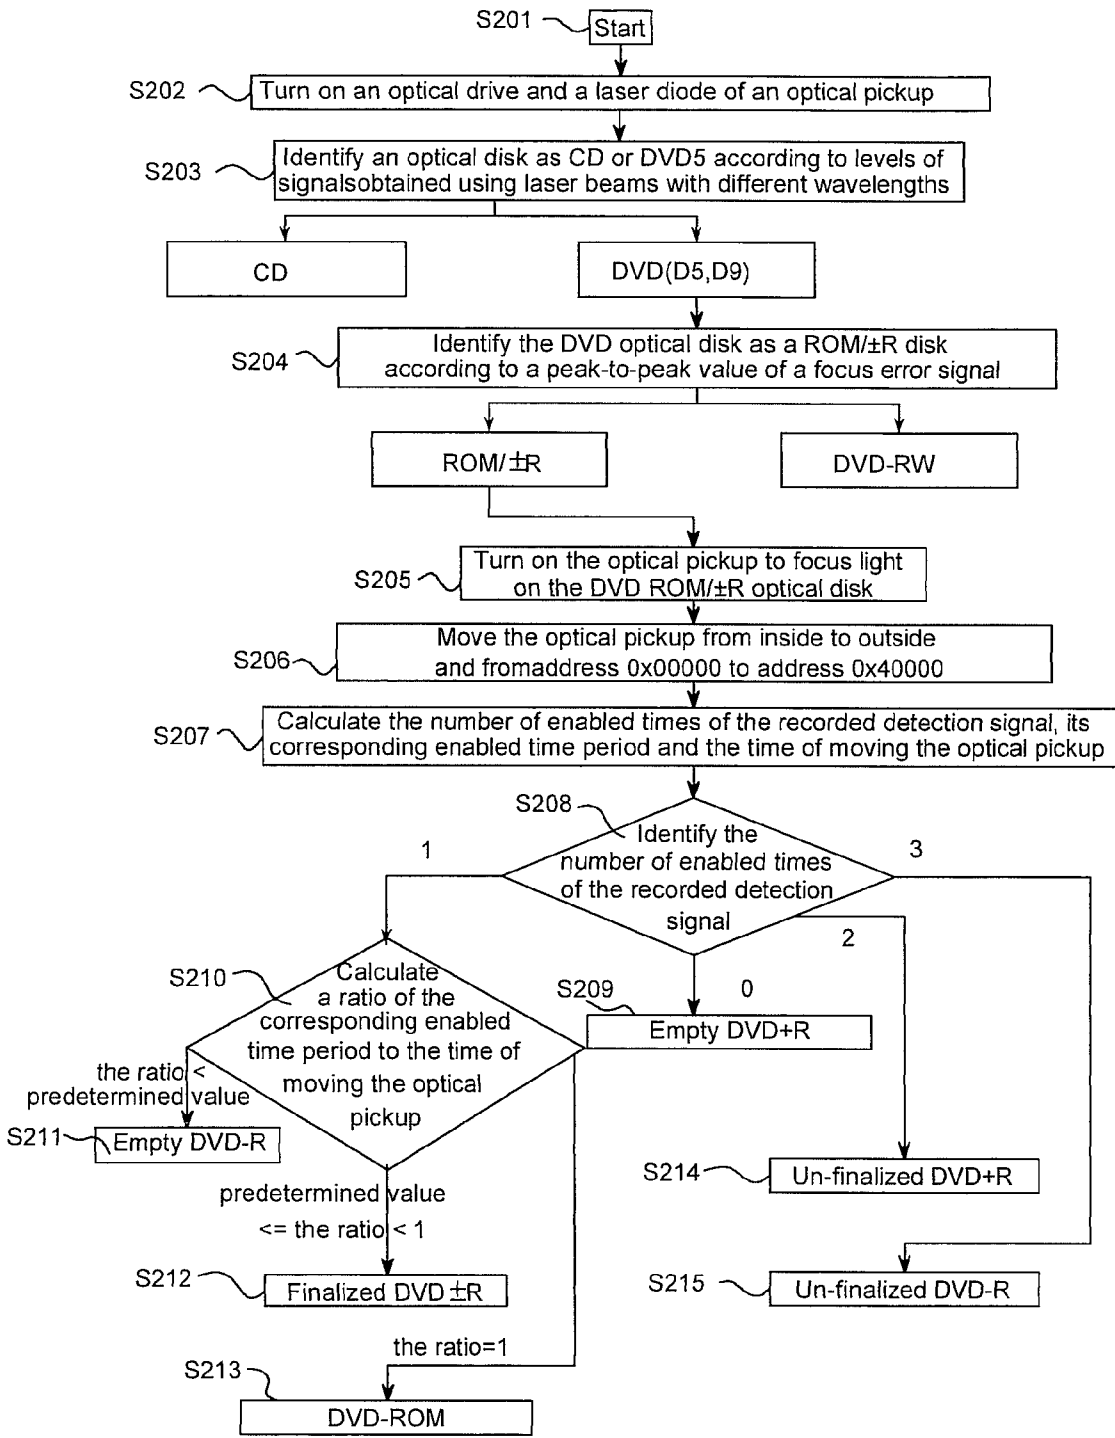 S201
Start
S202
Turn on an optical drive and a laser diode of an optical pickup
S203
Identify an optical disk as CD or DVD5 according to levels of
signalsobtained using laser beams with different wavelengths
CD
DVD(D5,D9)
S204
Identify the DVD optical disk as a ROM/±R disk
according to a peak-to-peak value of a focus error signal
ROM/±R
DVD-RW
S205
Turn on the optical pickup to focus light
on the DVD ROM/±R optical disk
S206
Move the optical pickup from inside to outside
and fromaddress 0x00000 to address 0x40000
S207
Calculate the number of enabled times of the recorded detection signal, its
corresponding enabled time period and the time of moving the optical pickup
S208
Identify the
number of enabled times
of the recorded detection
signal
1
3
2
0
S210
Calculate
a ratio of the
corresponding enabled
time period to the time of
moving the optical
pickup
S209
Empty DVD+R
the ratio <
predetermined value
S211
Empty DVD-R
S214
Un-finalized DVD+R
predetermined value
<= the ratio < 1
S212
Finalized DVD ±R
S215
Un-finalized DVD-R
the ratio=1
S213
DVD-ROM